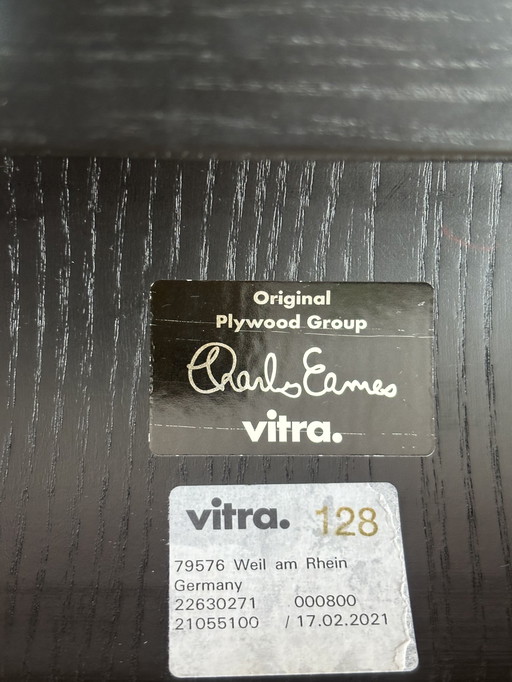 Original
Plywood Group
Charles Eames
vitra.
vitra. 128
79576 Weil am Rhein
Germany
22630271 000800
21055100 / 17.02.2021